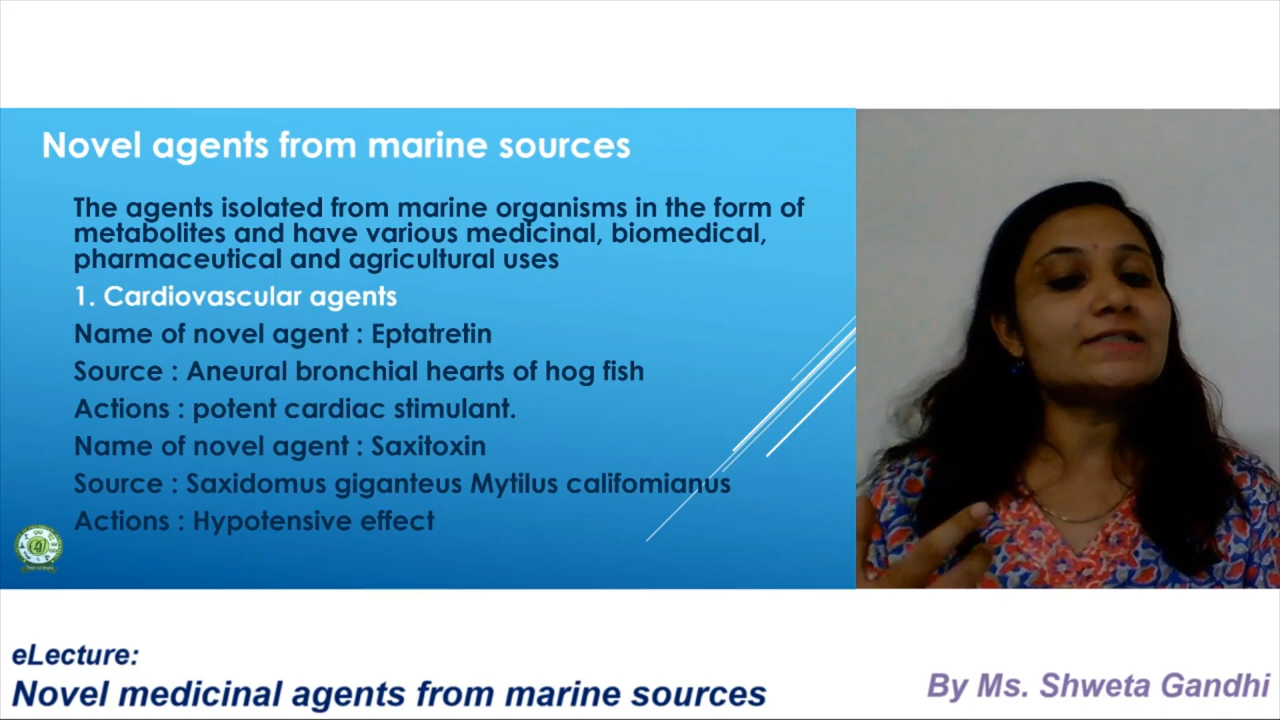 Novel agents from marine sources
The agents isolated from marine organisms in the form of
metabolites and have various medicinal, biomedical,
pharmaceutical and agricultural uses
1. Cardiovascular agents
Name of novel agent : Eptatretin
Source : Aneural bronchial hearts of hog fish
Actions : potent cardiac stimulant.
Name of novel agent : Saxitoxin
Source : Saxidomus giganteus Mytilus califomianus
Actions : Hypotensive effect
eLecture:
Novel medicinal agents from marine sources
By Ms. Shweta Gandhi